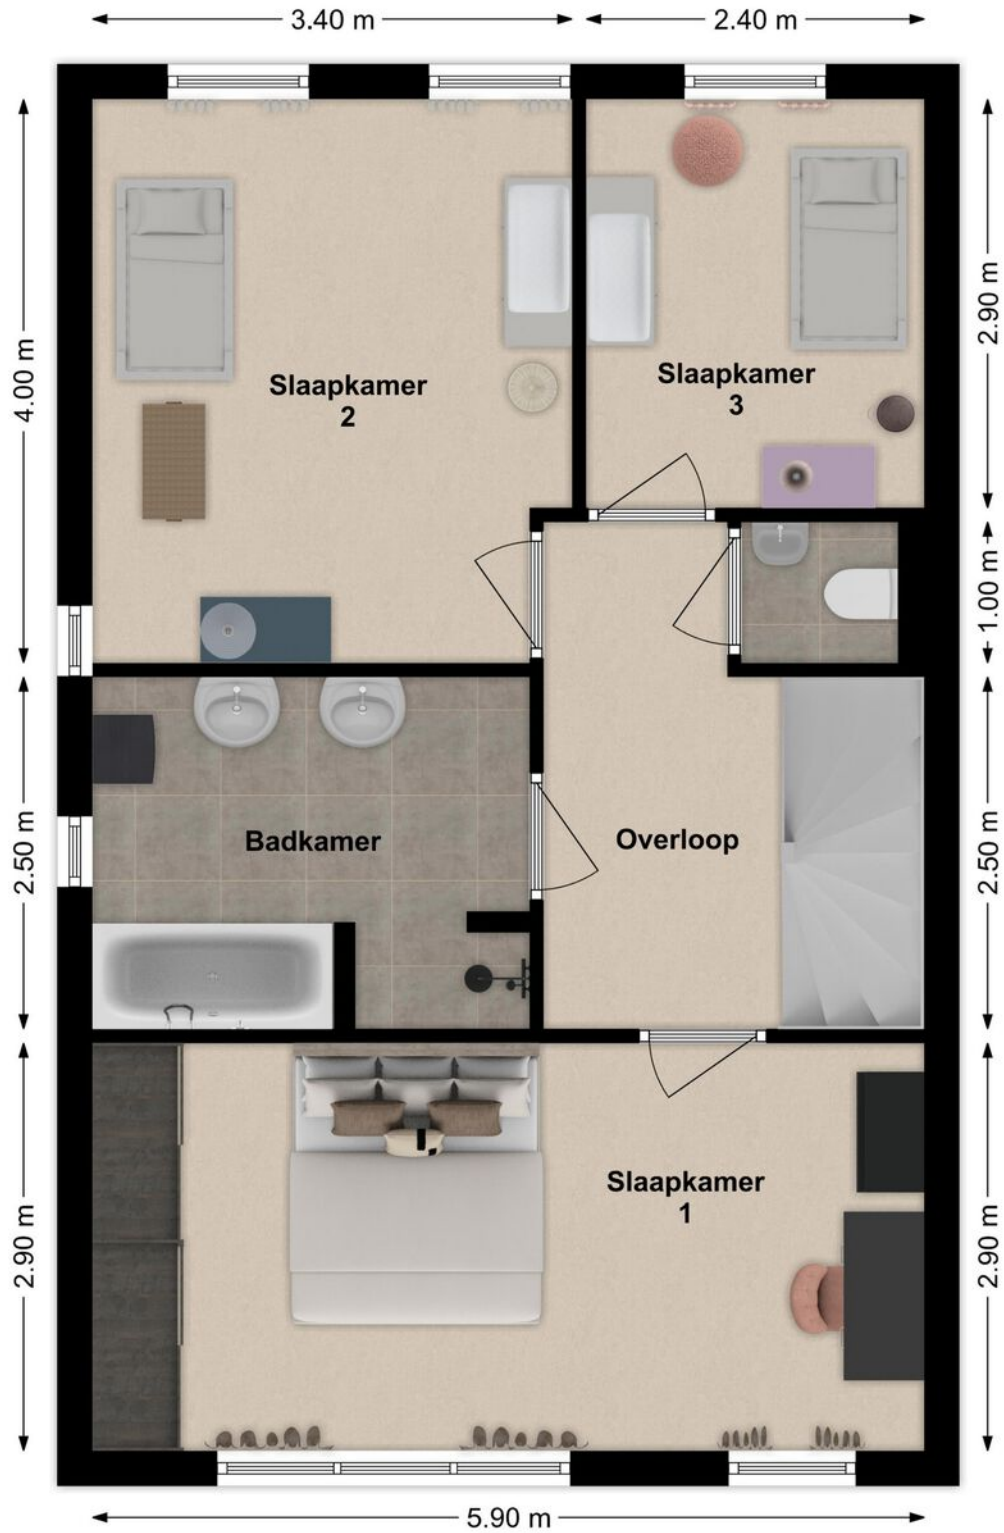 3.40 m
2.40 m
4.00 m
2.90 m
Slaapkamer
2
Slaapkamer
3
1.00 m
2.50 m
Badkamer
Overloop
2.50 m
2.90 m
Slaapkamer
1
2.90 m
5.90 m